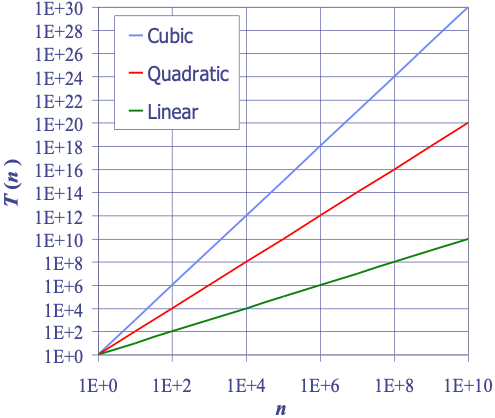 1E+30
1E+28
1E+26
1E+24
1E+22
1E+20
1E+18
1E+16
1E+14
1E+12
1E+10
1E+8
1E+6
1E+4
1E+2
1E+0
T(n)
Cubic
Quadratic
Linear
1E+0 1E+2 1E+4 1E+6 1E+8 1E+10
n